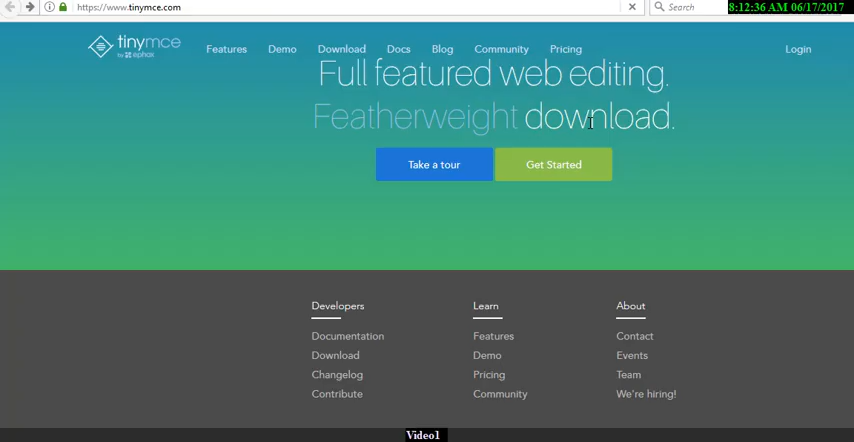 https://www.tinymce.com
Search
8:12:36 AM 06/17/2017
tinymce
by ephox
Features Demo Download Docs Blog Community Pricing Login
Full featured web editing.
Featherweight download.
Take a tour Get Started
Developers Learn About
Documentation Features Contact
Download Demo Events
Changelog Pricing Team
Contribute Community We're hiring!
Video1